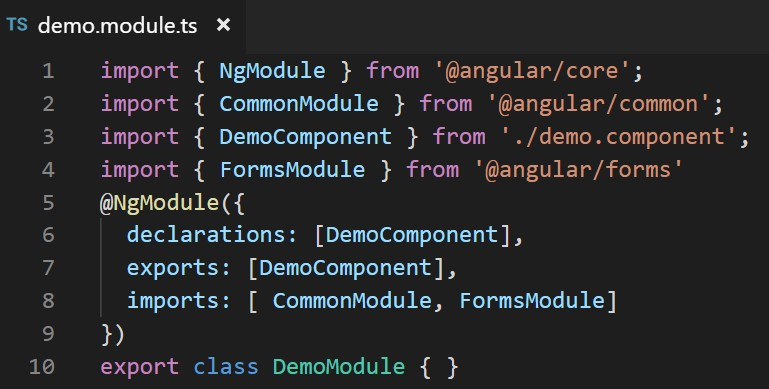 TS demo.module.ts ×
1 import { NgModule } from '@angular/core';
2 import { CommonModule } from '@angular/common';
3 import { DemoComponent } from './demo.component';
4 import { FormsModule } from '@angular/forms'
5 @NgModule({
6   declarations: [DemoComponent],
7   exports: [DemoComponent],
8   imports: [ CommonModule, FormsModule]
9 })
10 export class DemoModule { }